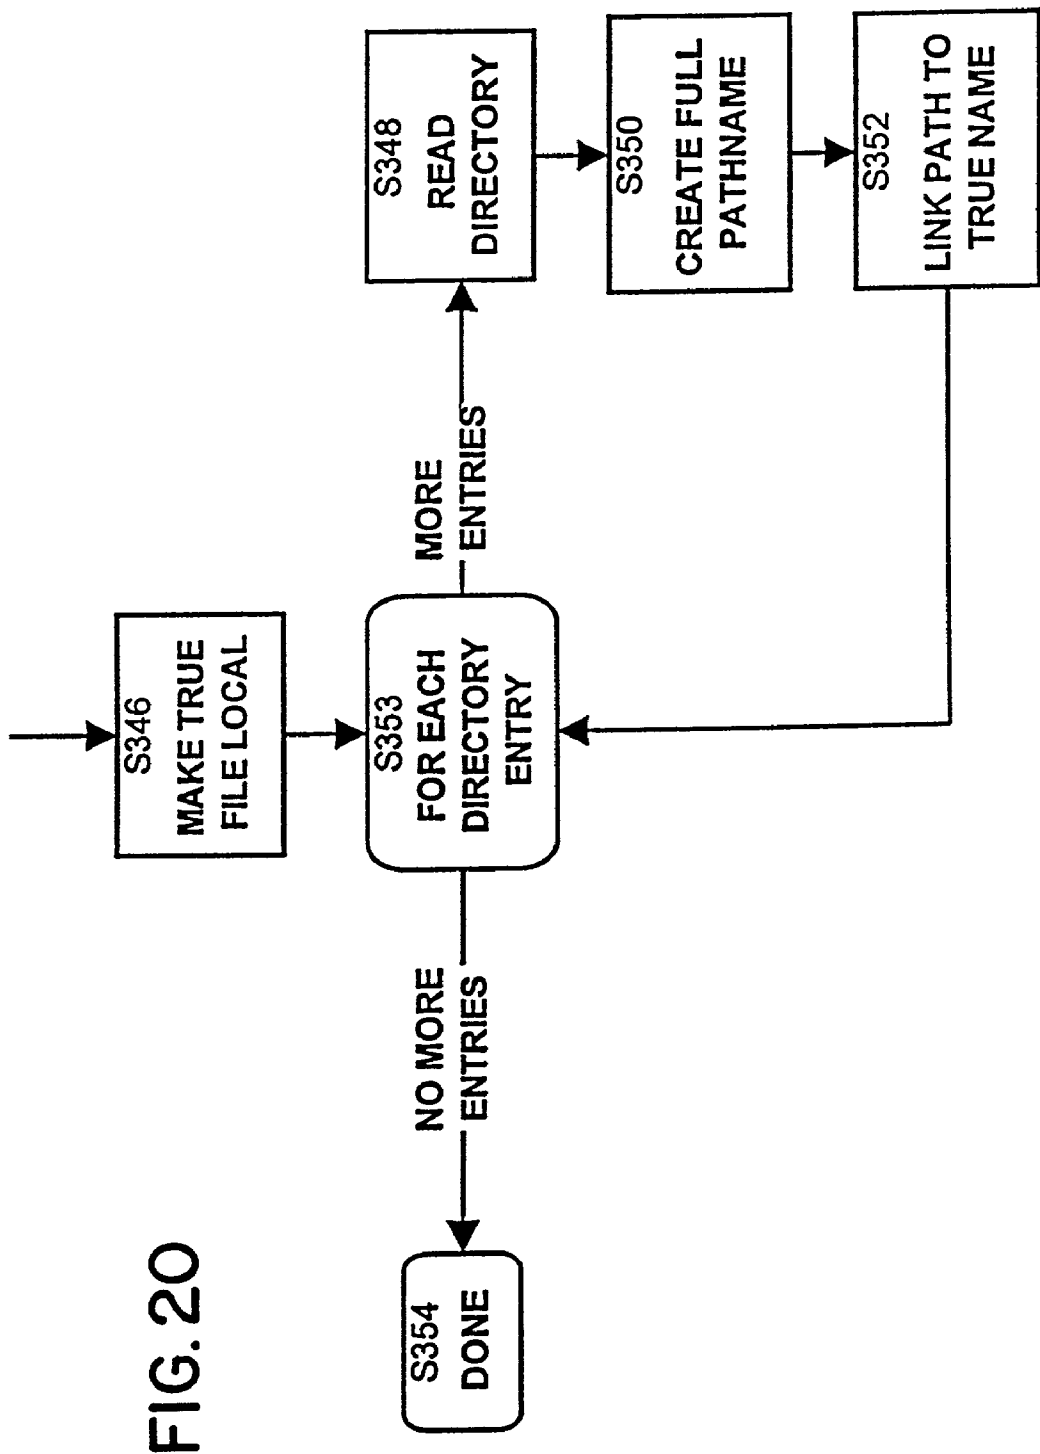 FIG. 20
S346
MAKE TRUE
FILE LOCAL
S353
FOR EACH
DIRECTORY
ENTRY
MORE
ENTRIES
S348
READ
DIRECTORY
S350
CREATE FULL
PATHNAME
S352
LINK PATH TO
TRUE NAME
NO MORE
ENTRIES
S354
DONE